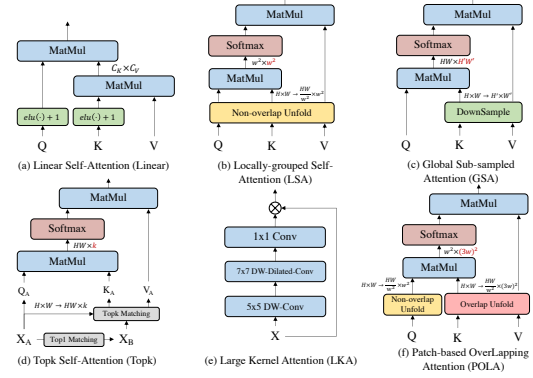 MatMul
C_K×C_V
MatMul
elu(·) + 1
elu(·) + 1
Q
K
V
(a) Linear Self-Attention (Linear)
MatMul
Softmax
w²×w²
MatMul
H×W → HW/w² ×w²
Non-overlap Unfold
Q
K
V
(b) Locally-grouped Self-
Attention (LSA)
MatMul
Softmax
HW×H'W'
MatMul
H×W → H'×W'
DownSample
Q
K
V
(c) Global Sub-sampled
Attention (GSA)
MatMul
Softmax
HW×k
MatMul
Q_A
K_A
V_A
H×W → HW×k
Topk Matching
X_A
Top1 Matching
X_B
(d) Topk Self-Attention (Topk)
1x1 Conv
7x7 DW-Dilated-Conv
5x5 DW-Conv
X
(e) Large Kernel Attention (LKA)
MatMul
Softmax
w²×(3w)²
MatMul
H×W → HW/w² ×w²
H×W → HW/w² ×(3w)²
Non-overlap
Unfold
Overlap Unfold
Q
K
V
(f) Patch-based OverLapping
Attention (POLA)